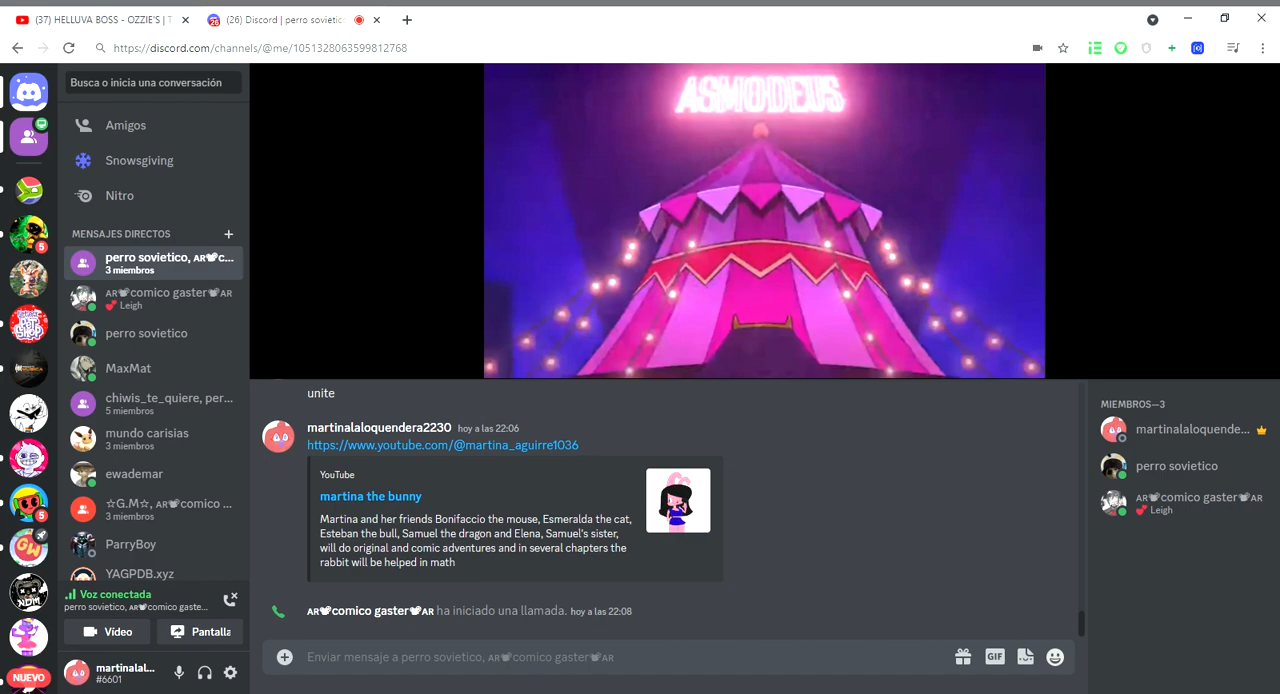 (37) HELLUVA BOSS - OZZIE'S | T
26
(26) Discord | perro sovietic
https://discord.com/channels/@me/1051328063599812768
Busca o inicia una conversación
Amigos
Snowsgiving
Nitro
MENSAJES DIRECTOS
perro sovietico, AR🐭c...
3 miembros
AR🐭comico gaster🐭AR
💕 Leigh
perro sovietico
MaxMat
chiwis_te_quiere, per...
5 miembros
mundo carisias
3 miembros
ewademar
☆G.M☆, AR🐭comico ...
3 miembros
ParryBoy
YAGPDB.xyz
Voz conectada
perro sovietico, AR🐭comico gaste...
Vídeo
Pantalla
martinalal...
#6601
5
5
NUEVO
ASMODEUS
unite
martinalaloquendera2230 hoy a las 22:06
https://www.youtube.com/@martina_aguirre1036
YouTube
martina the bunny
Martina and her friends Bonifaccio the mouse, Esmeralda the cat,
Esteban the bull, Samuel the dragon and Elena, Samuel's sister,
will do original and comic adventures and in several chapters the
rabbit will be helped in math
AR🐭comico gaster🐭AR ha iniciado una llamada. hoy a las 22:08
Enviar mensaje a perro sovietico, AR🐭comico gaster🐭AR
GIF
MIEMBROS—3
martinalaloquende...
perro sovietico
AR🐭comico gaster🐭AR
💕 Leigh